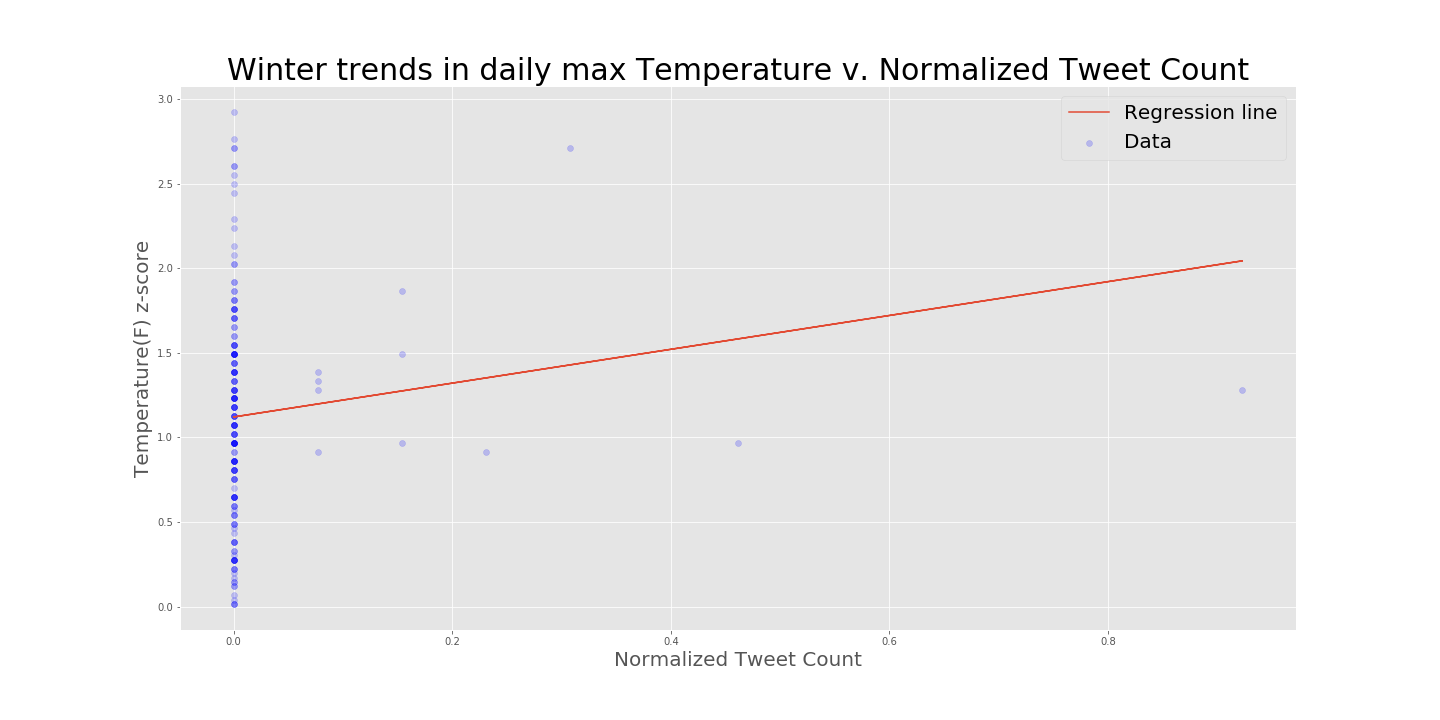 Winter trends in daily max Temperature v. Normalized Tweet Count
Regression line
Data
Temperature(F) z-score
3.0
2.5
2.0
1.5
1.0
0.5
0.0
0.0 0.2 0.4 0.6 0.8
Normalized Tweet Count